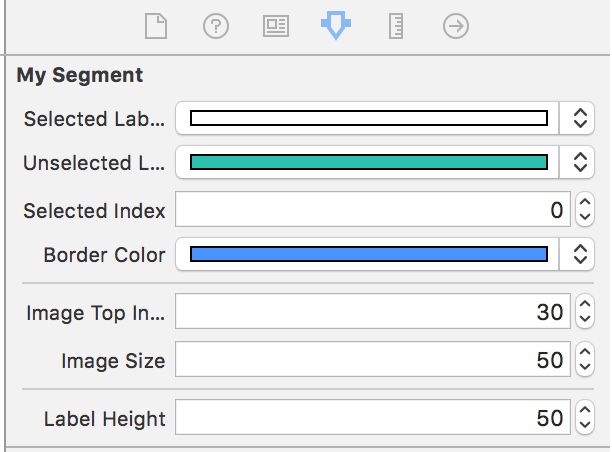 My Segment
Selected Lab...
Unselected L...
Selected Index 0
Border Color
Image Top In... 30
Image Size 50
Label Height 50